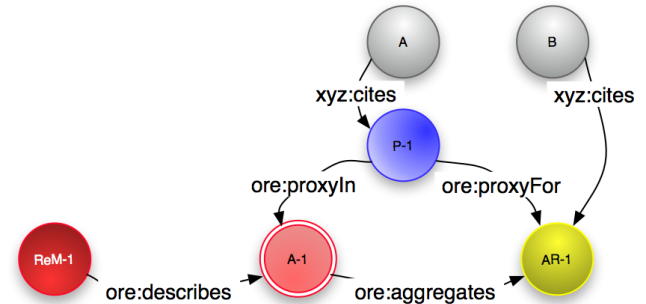 A
B
xyz:cites
xyz:cites
P-1
ore:proxyIn
ore:proxyFor
ReM-1
A-1
AR-1
ore:describes
ore:aggregates